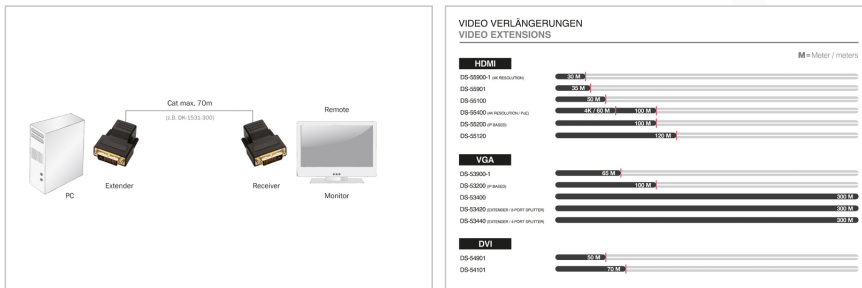 Cat max. 70m
(z.B. DK-1531-300)
Remote
Extender
Receiver
PC
Monitor
VIDEO VERLÄNGERUNGEN
VIDEO EXTENSIONS
M=Meter / meters
HDMI
DS-55900-1 (4K RESOLUTION) 30 M
DS-55901 35 M
DS-55100 50 M
DS-55400 (4K RESOLUTION / PoE) 4K / 60 M 100 M
DS-55200 (IP BASED) 100 M
DS-55120 120 M
VGA
DS-53900-1 65 M
DS-53200 (IP BASED) 100 M
DS-53400 300 M
DS-53420 (EXTENDER / 2-PORT SPLITTER) 300 M
DS-53440 (EXTENDER / 4-PORT SPLITTER) 300 M
DVI
DS-54901 50 M
DS-54101 70 M